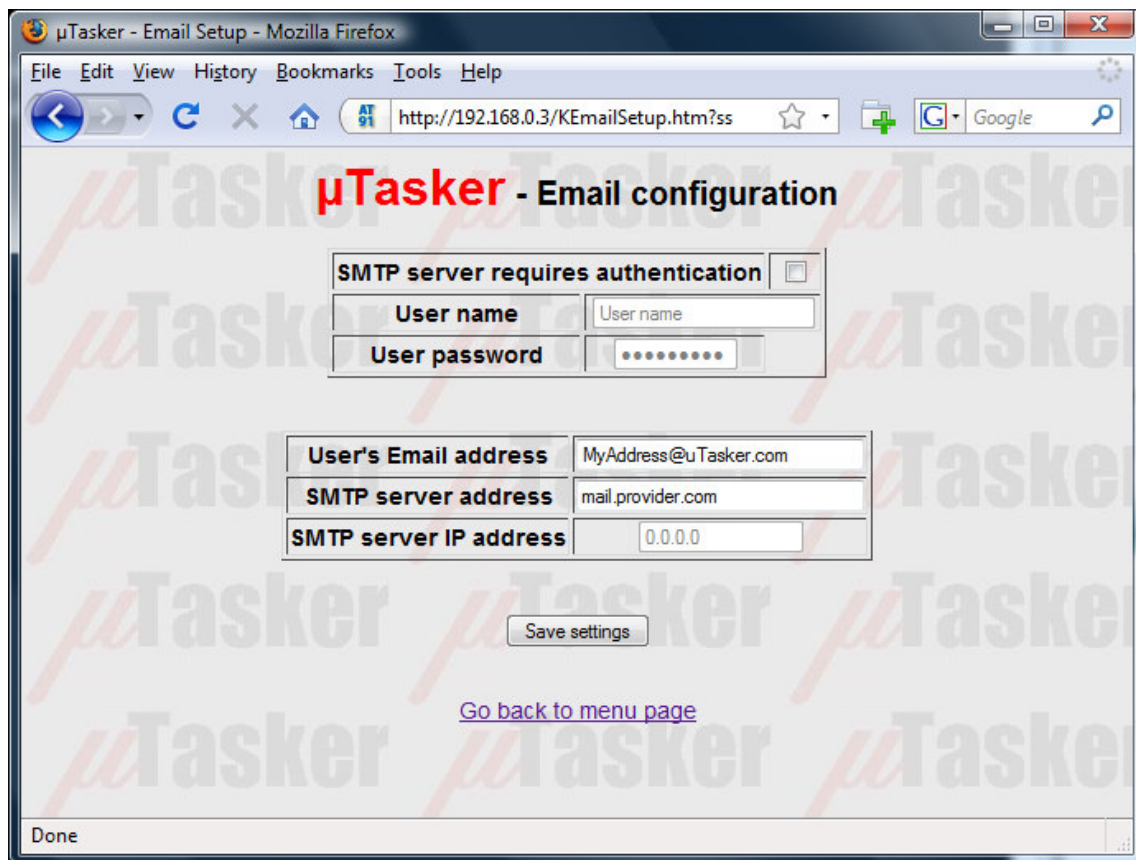 µTasker - Email Setup - Mozilla Firefox
File Edit View History Bookmarks Tools Help
AT91 http://192.168.0.3/KEmailSetup.htm?ss G Google
µTasker - Email configuration
SMTP server requires authentication
User name User name
User password •••••••••
User's Email address MyAddress@uTasker.com
SMTP server address mail.provider.com
SMTP server IP address 0.0.0.0
Save settings
Go back to menu page
Done